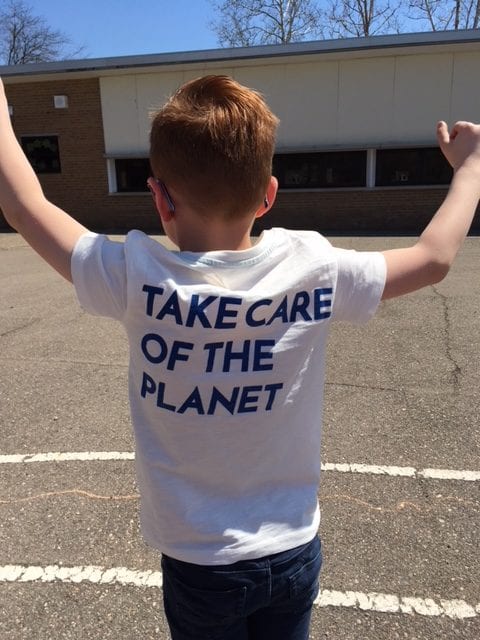 TAKE CARE
OF THE
PLANET